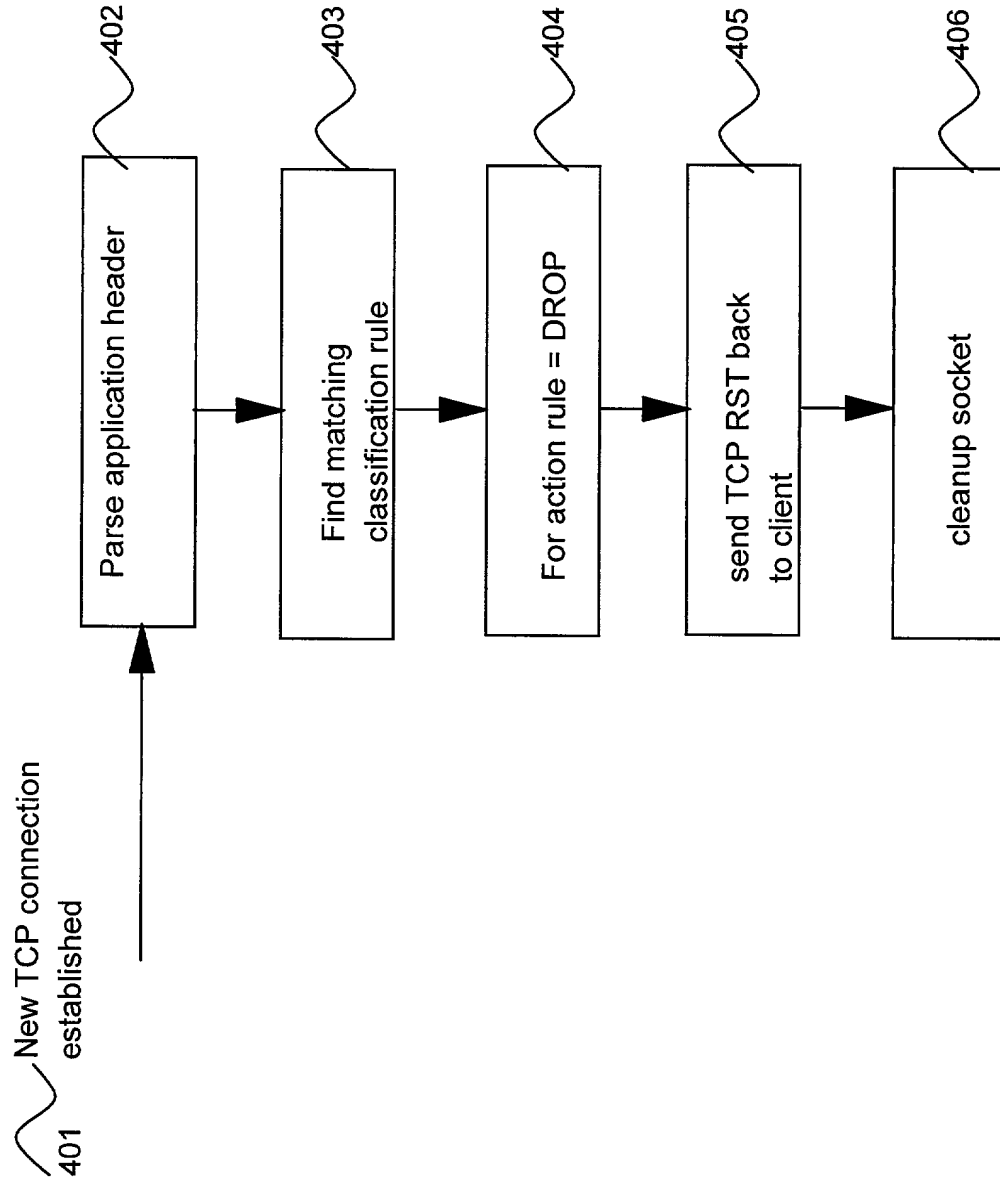 401
New TCP connection
established
Parse application header
402
Find matching
classification rule
403
For action rule = DROP
404
send TCP RST back
to client
405
cleanup socket
406